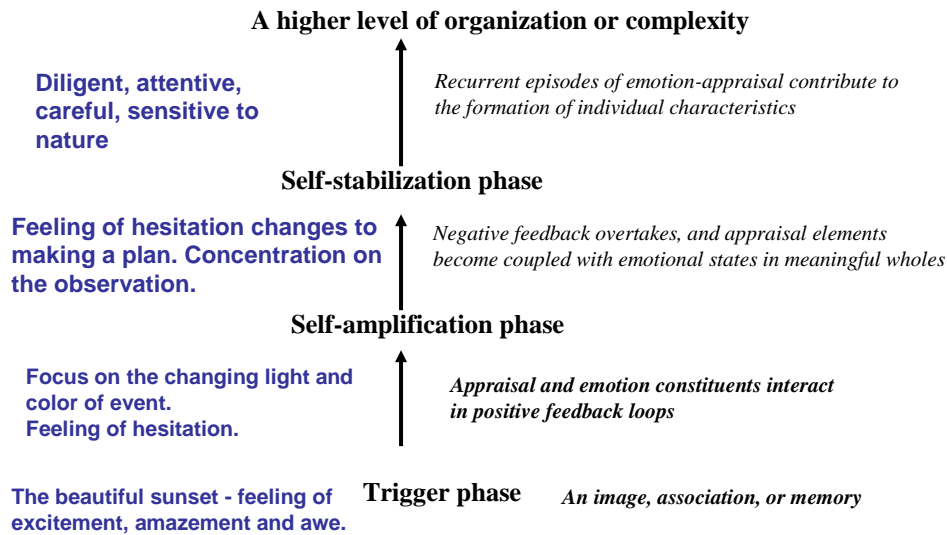 A higher level of organization or complexity
Diligent, attentive,
careful, sensitive to
nature
Recurrent episodes of emotion-appraisal contribute to
the formation of individual characteristics
Self-stabilization phase
Feeling of hesitation changes to
making a plan. Concentration on
the observation.
Negative feedback overtakes, and appraisal elements
become coupled with emotional states in meaningful wholes
Self-amplification phase
Focus on the changing light and
color of event.
Feeling of hesitation.
Appraisal and emotion constituents interact
in positive feedback loops
The beautiful sunset - feeling of
excitement, amazement and awe.
Trigger phase
An image, association, or memory